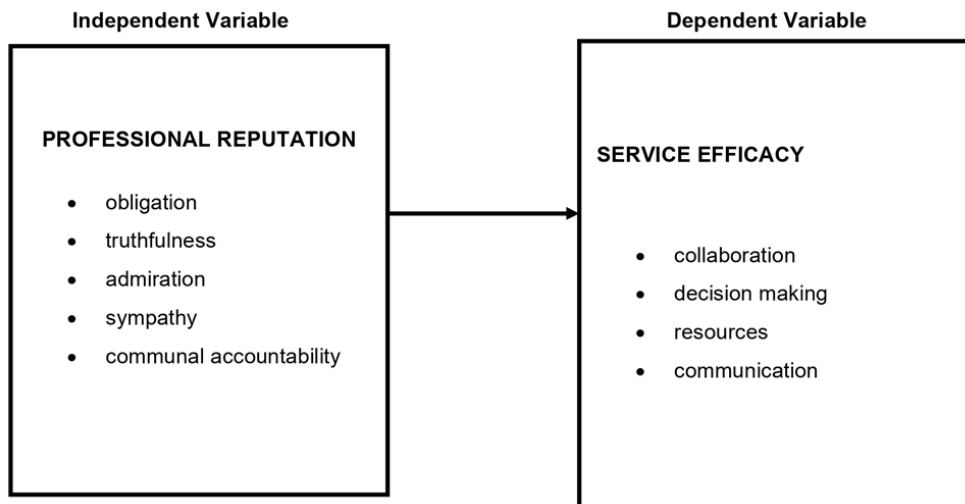 Independent Variable
PROFESSIONAL REPUTATION
• obligation
• truthfulness
• admiration
• sympathy
• communal accountability
Dependent Variable
SERVICE EFFICACY
• collaboration
• decision making
• resources
• communication